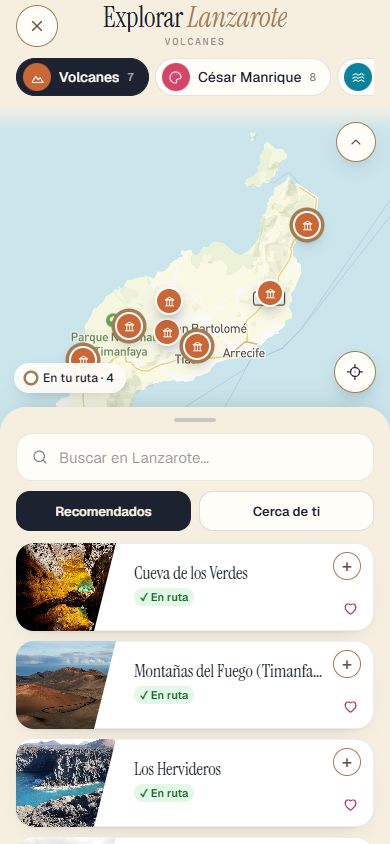 Explorar Lanzarote
VOLCANES
Volcanes 7
César Manrique 8
Bartolomé
Parque
Timanfaya
Arrecife
En tu ruta · 4
Buscar en Lanzarote...
Recomendados
Cerca de ti
Cueva de los Verdes
✓ En ruta
Montañas del Fuego (Timanfa...
✓ En ruta
Los Hervideros
✓ En ruta